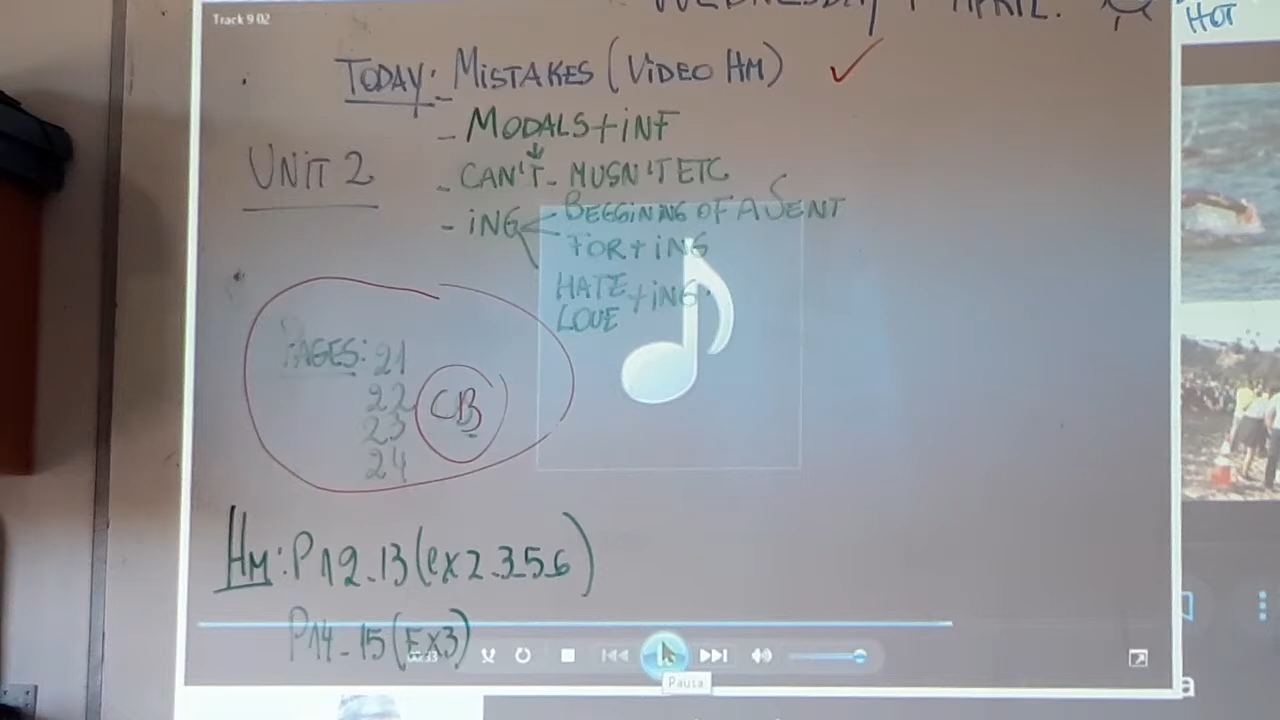 Track 9 02
WEDNESDAY APRIL.
HOT
TODAY: MISTAKES (VIDEO HM) ✓
- MODALS + INF
UNIT 2
- CAN'T - MUSN'T ETC
- ING
BEGGINING OF A SENT
FOR + ING
HATE + ING
LOVE
PAGES: 21
22
23
24
CB
HM: P12-13 (ex 2-3-5-6)
P14-15 (EX3)
00:33
Pausa
a